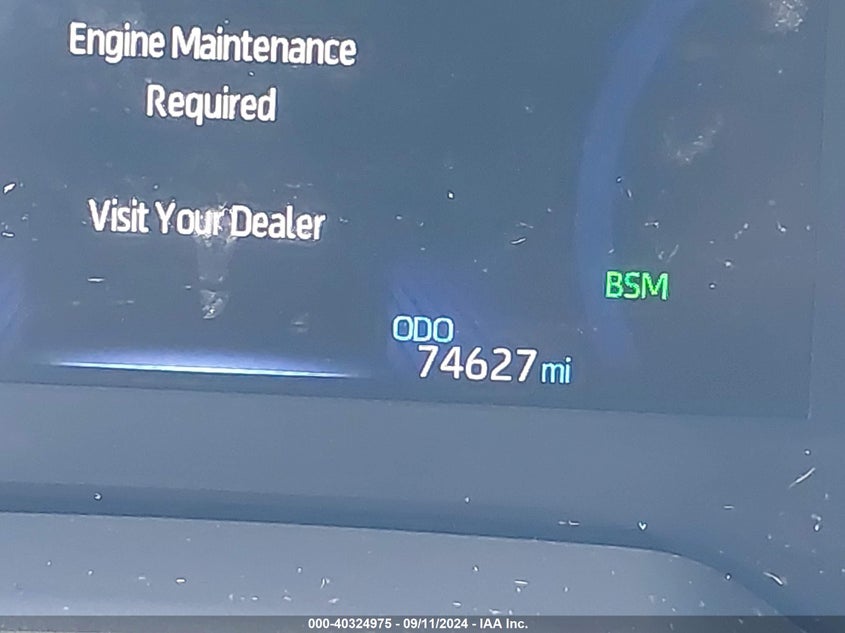 Engine Maintenance
Required
Visit Your Dealer
BSM
ODO
74627 mi
000-40324975 - 09/11/2024 - IAA Inc.